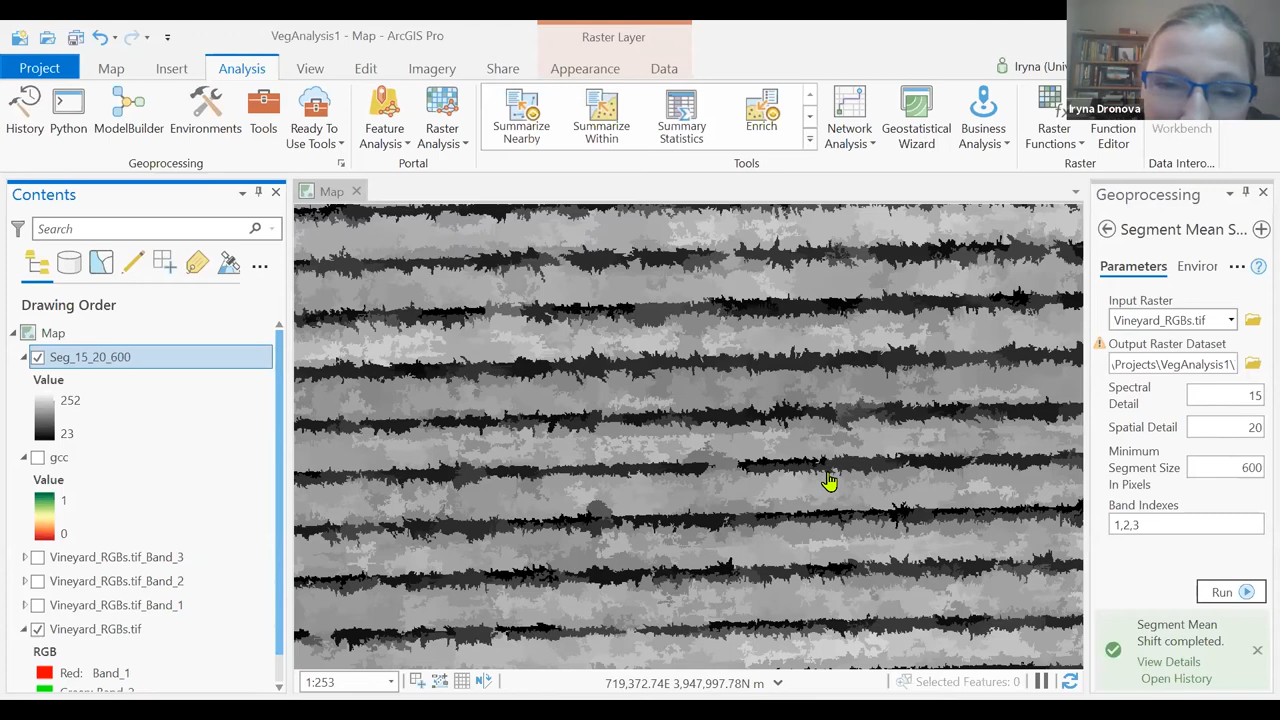 VegAnalysis1 - Map - ArcGIS Pro
Raster Layer
Iryna Dronova
Project
Map
Insert
Analysis
View
Edit
Imagery
Share
Appearance
Data
Iryna (Uni
History
Python
ModelBuilder
Environments
Tools
Ready To
Use Tools
Feature
Analysis
Raster
Analysis
Summarize
Nearby
Summarize
Within
Summary
Statistics
Enrich
Network
Analysis
Geostatistical
Wizard
Business
Analysis
Raster
Functions
Function
Editor
Workbench
Geoprocessing
Portal
Tools
Raster
Data Intero...
Contents
Search
Drawing Order
Map
Seg_15_20_600
Value
252
23
gcc
Value
1
0
Vineyard_RGBs.tif_Band_3
Vineyard_RGBs.tif_Band_2
Vineyard_RGBs.tif_Band_1
Vineyard_RGBs.tif
RGB
Red: Band_1
Map
1:253
719,372.74E 3,947,997.78N m
Selected Features: 0
Geoprocessing
Segment Mean S...
Parameters
Environ
Input Raster
Vineyard_RGBs.tif
Output Raster Dataset
\Projects\VegAnalysis1\
Spectral
Detail
15
Spatial Detail
20
Minimum
Segment Size
In Pixels
600
Band Indexes
1,2,3
Run
Segment Mean
Shift completed.
View Details
Open History